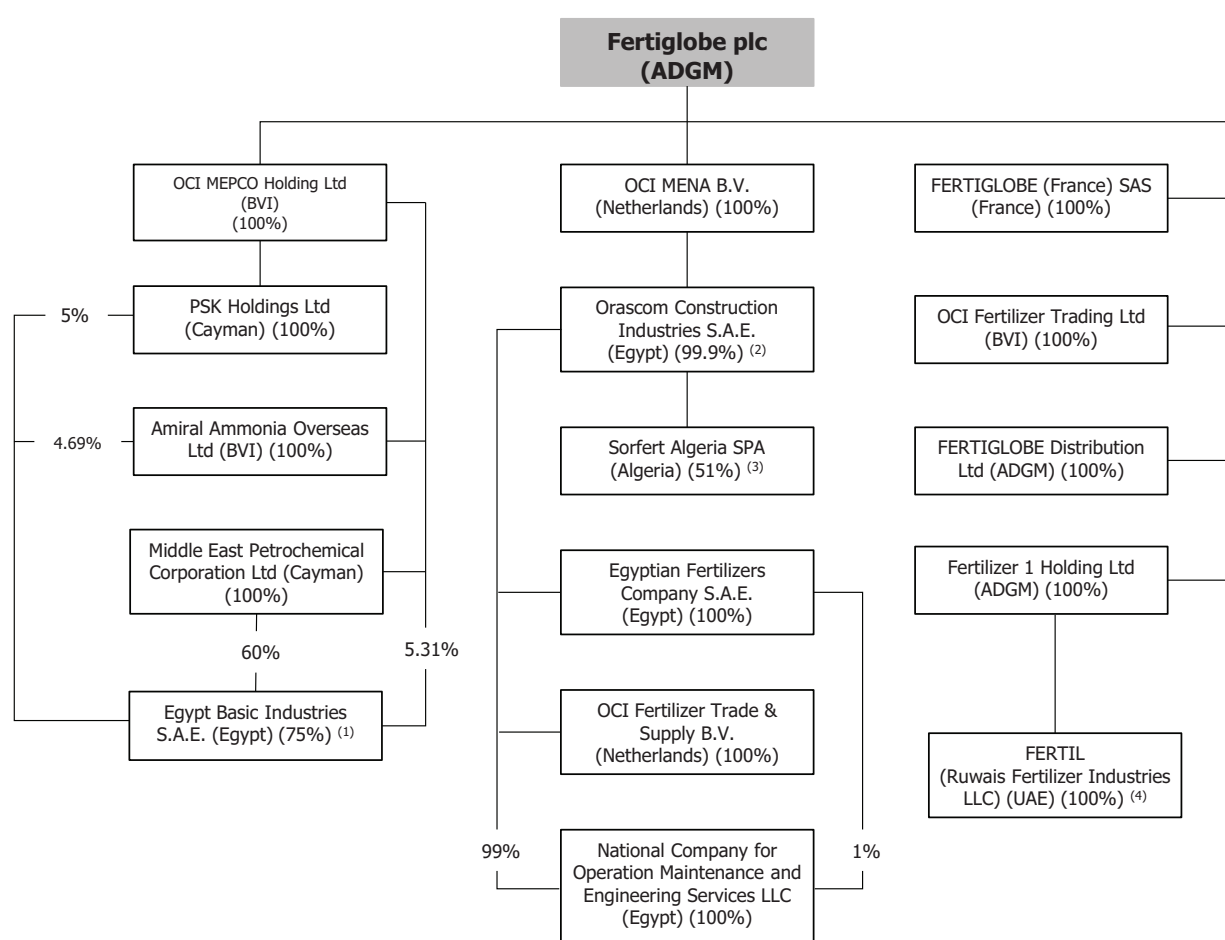 Fertiglobe plc
(ADGM)
OCI MEPCO Holding Ltd
(BVI)
(100%)
PSK Holdings Ltd
(Cayman) (100%)
5%
Amiral Ammonia Overseas
Ltd (BVI) (100%)
4.69%
Middle East Petrochemical
Corporation Ltd (Cayman)
(100%)
60%
5.31%
Egypt Basic Industries
S.A.E. (Egypt) (75%) (1)
OCI MENA B.V.
(Netherlands) (100%)
Orascom Construction
Industries S.A.E.
(Egypt) (99.9%) (2)
Sorfert Algeria SPA
(Algeria) (51%) (3)
Egyptian Fertilizers
Company S.A.E.
(Egypt) (100%)
OCI Fertilizer Trade &
Supply B.V.
(Netherlands) (100%)
99%
National Company for
Operation Maintenance and
Engineering Services LLC
(Egypt) (100%)
1%
FERTIGLOBE (France) SAS
(France) (100%)
OCI Fertilizer Trading Ltd
(BVI) (100%)
FERTIGLOBE Distribution
Ltd (ADGM) (100%)
Fertilizer 1 Holding Ltd
(ADGM) (100%)
FERTIL
(Ruwais Fertilizer Industries
LLC) (UAE) (100%) (4)